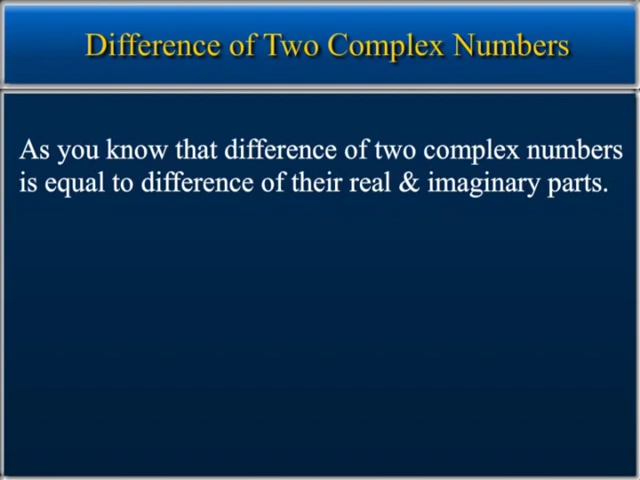 Difference of Two Complex Numbers
As you know that difference of two complex numbers
is equal to difference of their real & imaginary parts.